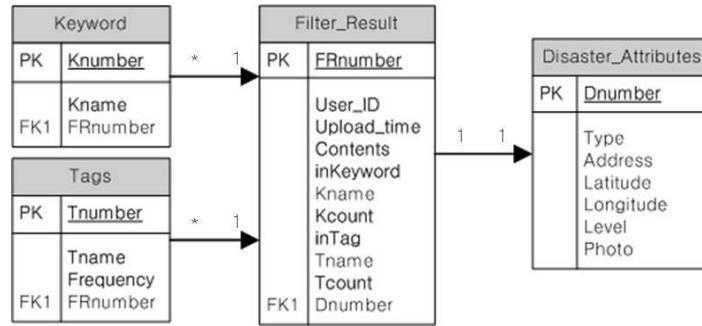 Keyword
PK Knumber
Kname
FK1 FRnumber
* 1
Tags
PK Tnumber
Tname
Frequency
FK1 FRnumber
* 1
Filter_Result
PK FRnumber
User_ID
Upload_time
Contents
inKeyword
Kname
Kcount
inTag
Tname
Tcount
FK1 Dnumber
1 1
Disaster_Attributes
PK Dnumber
Type
Address
Latitude
Longitude
Level
Photo